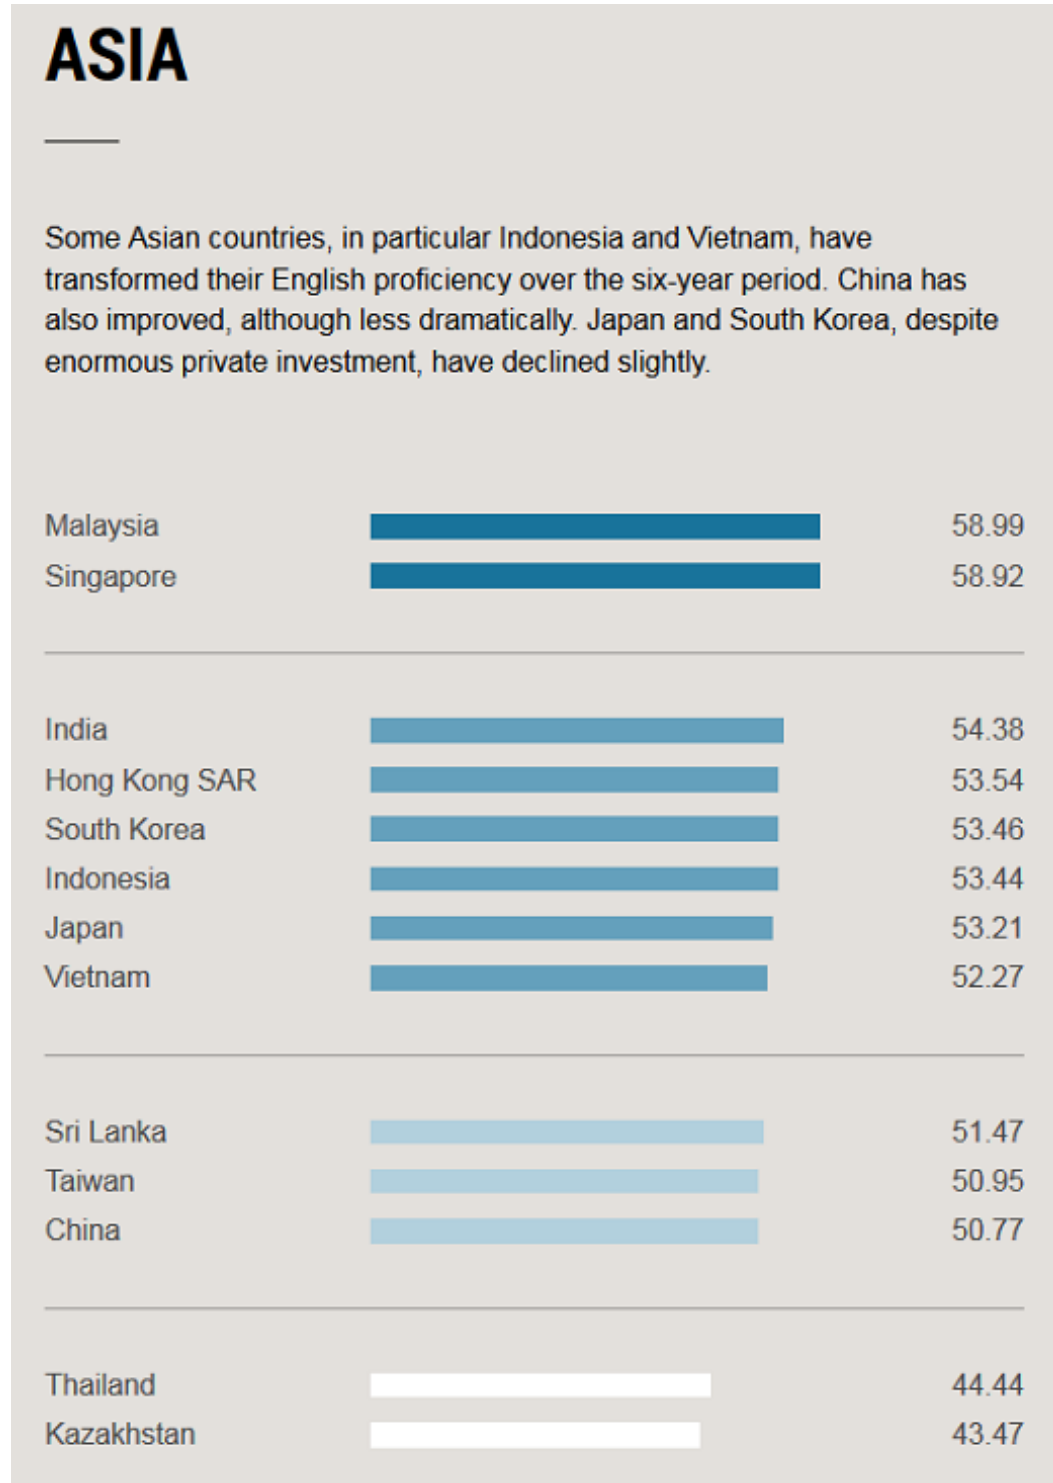 ASIA
Some Asian countries, in particular Indonesia and Vietnam, have
transformed their English proficiency over the six-year period. China has
also improved, although less dramatically. Japan and South Korea, despite
enormous private investment, have declined slightly.
Malaysia 58.99
Singapore 58.92
India 54.38
Hong Kong SAR 53.54
South Korea 53.46
Indonesia 53.44
Japan 53.21
Vietnam 52.27
Sri Lanka 51.47
Taiwan 50.95
China 50.77
Thailand 44.44
Kazakhstan 43.47